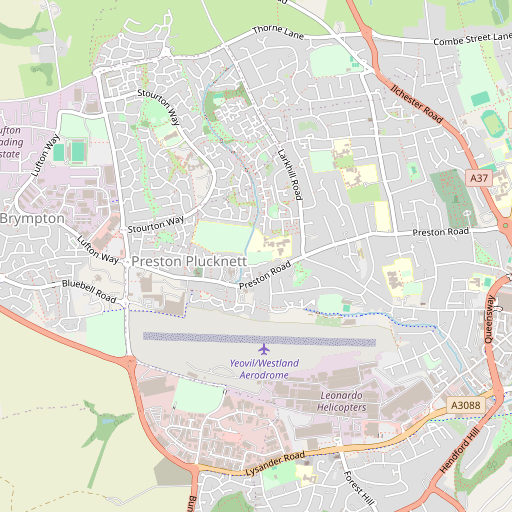 Thorne Lane
Combe Street Lane
Stourton Way
Ilchester Road
Lufton Way
Lufton
ading
state
Larkhill Road
A37
Brympton
Stourton Way
Preston Road
Lufton Way
Preston Plucknett
Bluebell Road
Preston Road
Queensway
Yeovil/Westland
Aerodrome
Leonardo
Helicopters
A3088
Lysander Road
Hendford Hill
Forest Hill
Bun